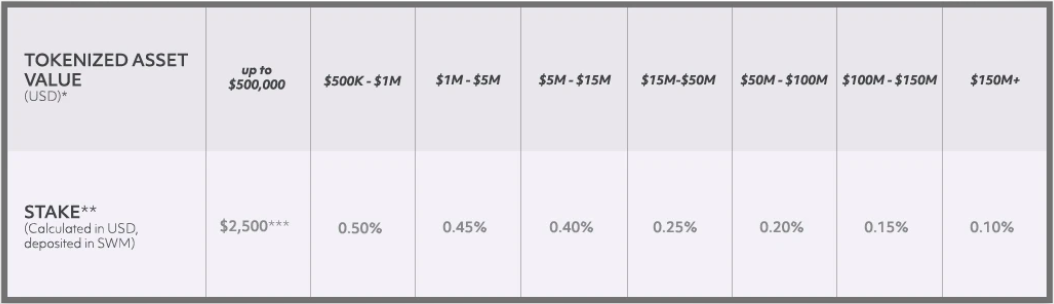 TOKENIZED ASSET
VALUE
(USD)*
up to
$500,000
$500K - $1M
$1M - $5M
$5M - $15M
$15M-$50M
$50M - $100M
$100M - $150M
$150M+
STAKE**
(Calculated in USD,
deposited in SWM)
$2,500***
0.50%
0.45%
0.40%
0.25%
0.20%
0.15%
0.10%